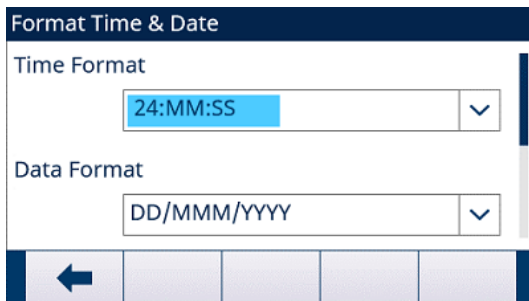 Format Time & Date
Time Format
24:MM:SS
Data Format
DD/MMM/YYYY